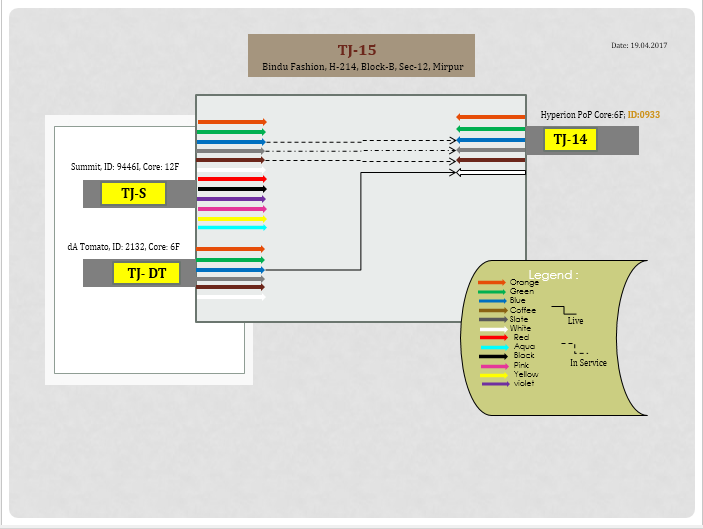 TJ-15
Bindu Fashion, H-214, Block-B, Sec-12, Mirpur
Date: 19.04.2017
Hyperion PoP Core:6F; ID:0933
TJ-14
Summit, ID: 9446I, Core: 12F
TJ-S
dA Tomato, ID: 2132, Core: 6F
TJ- DT
Legend :
Orange
Green
Blue
Coffee
Slate
White
Red
Aqua
Black
Pink
Yellow
violet
Live
In Service